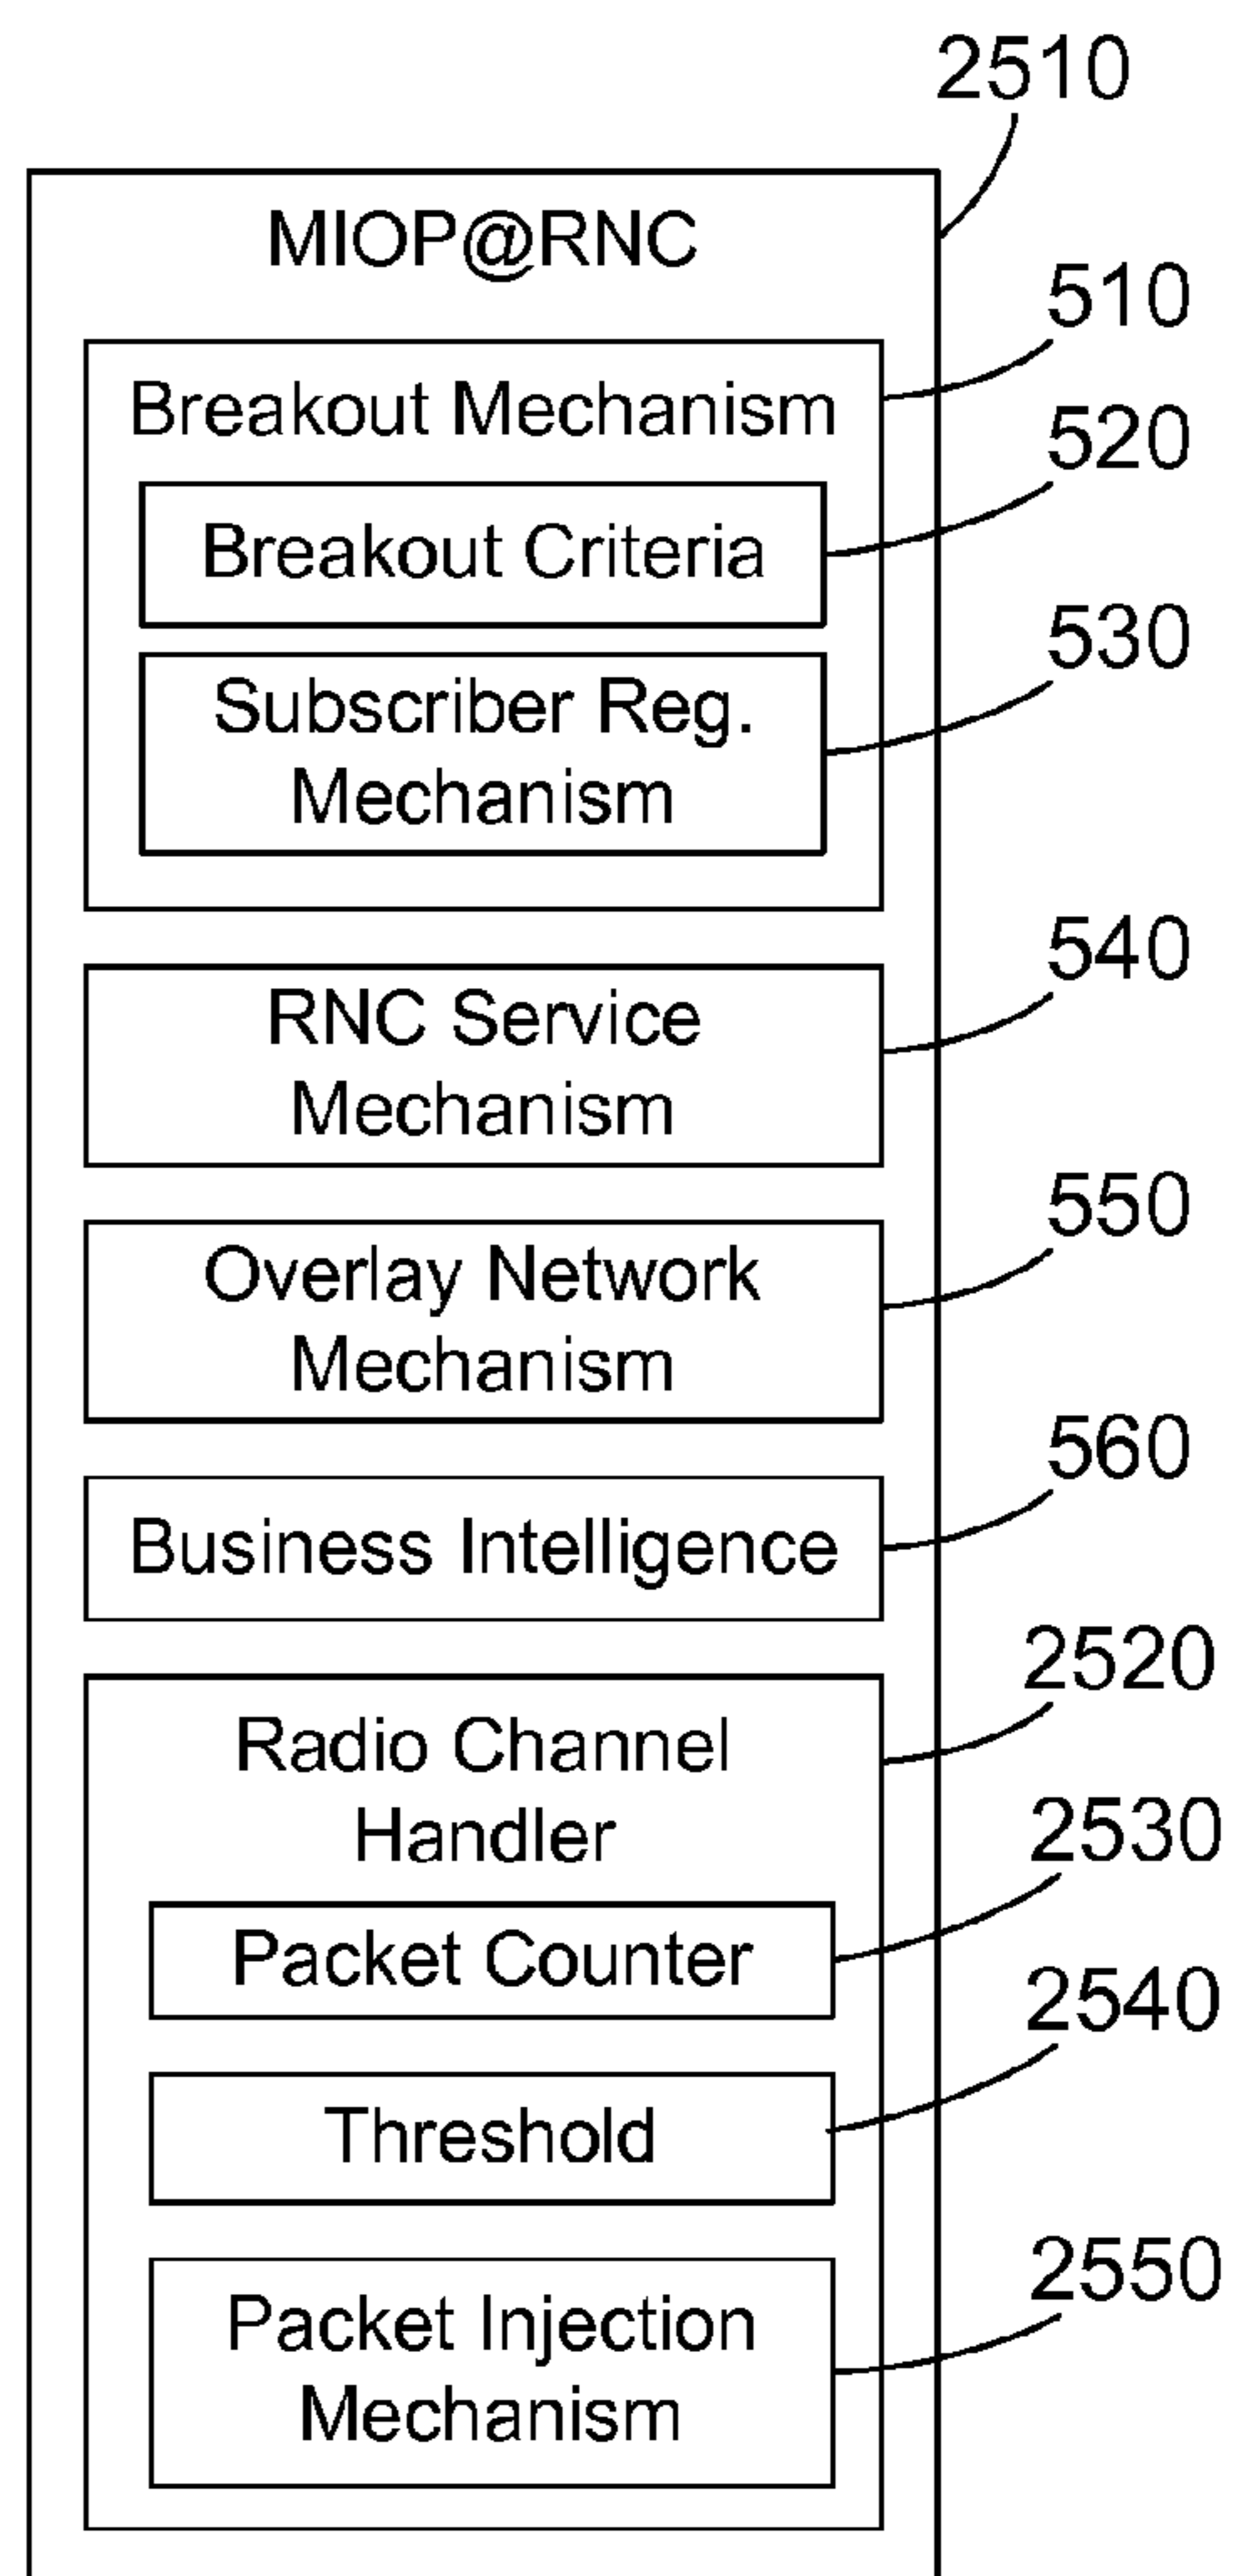 2510
MIOP@RNC
510
Breakout Mechanism
520
Breakout Criteria
530
Subscriber Reg.
Mechanism
540
RNC Service
Mechanism
550
Overlay Network
Mechanism
560
Business Intelligence
2520
Radio Channel
Handler
2530
Packet Counter
2540
Threshold
2550
Packet Injection
Mechanism